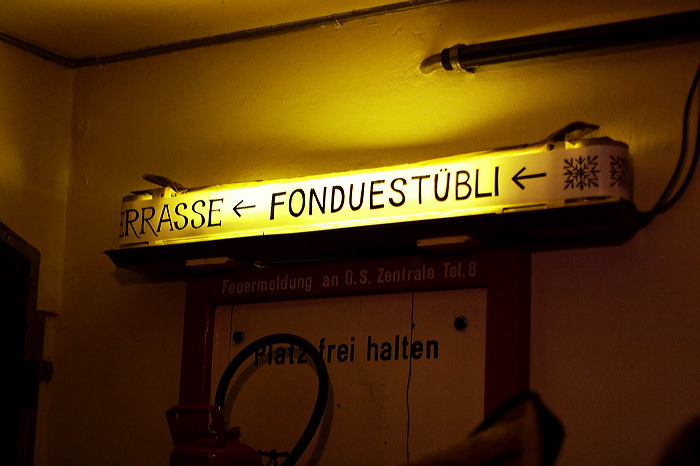 ERRASSE ← FONDUESTÜBLI ←
Feuermeldung an G.S. Zentrale Tel. 8
Platz frei halten